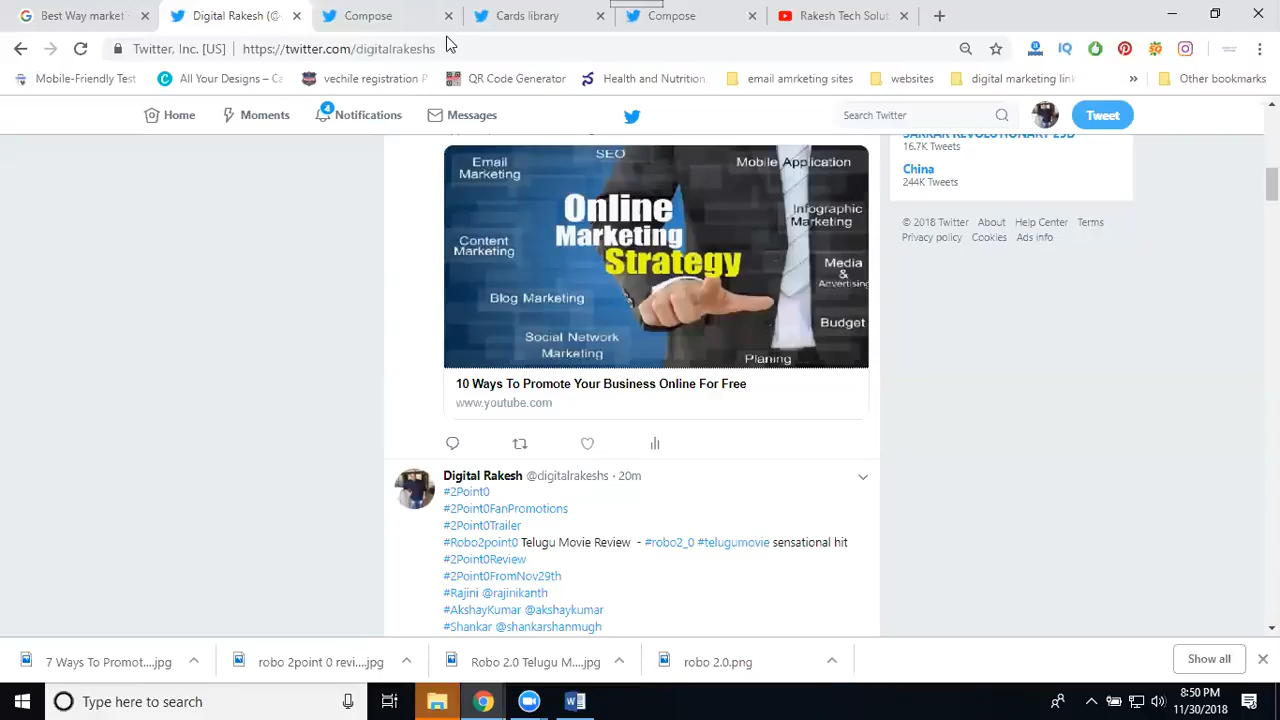 Best Way market
Digital Rakesh (@
Compose
Cards library
Compose
Rakesh Tech Solut
Twitter, Inc. [US]
https://twitter.com/digitalrakeshs
Mobile-Friendly Test
All Your Designs – Ca
vechile registration P
QR Code Generator
Health and Nutrition
email amrketing sites
websites
digital marketing link
Other bookmarks
Home
Moments
4
Notifications
Messages
Search Twitter
Tweet
SARKAR REVOLUTIONARY 25D
16.7K Tweets
China
244K Tweets
© 2018 Twitter About Help Center Terms
Privacy policy Cookies Ads info
Email
Marketing
SEO
Mobile Application
Online
Marketing
Strategy
Infographic
Marketing
Content
Marketing
Media
&
Advertising
Blog Marketing
Budget
Social Network
Marketing
Planing
10 Ways To Promote Your Business Online For Free
www.youtube.com
Digital Rakesh @digitalrakeshs · 20m
#2Point0
#2Point0FanPromotions
#2Point0Trailer
#Robo2point0 Telugu Movie Review - #robo2_0 #telugumovie sensational hit
#2Point0Review
#2Point0FromNov29th
#Rajini @rajinikanth
#AkshayKumar @akshaykumar
#Shankar @shankarshanmugh
7 Ways To Promot....jpg
robo 2point 0 revi....jpg
Robo 2.0 Telugu M....jpg
robo 2.0.png
Show all
Type here to search
8:50 PM
11/30/2018